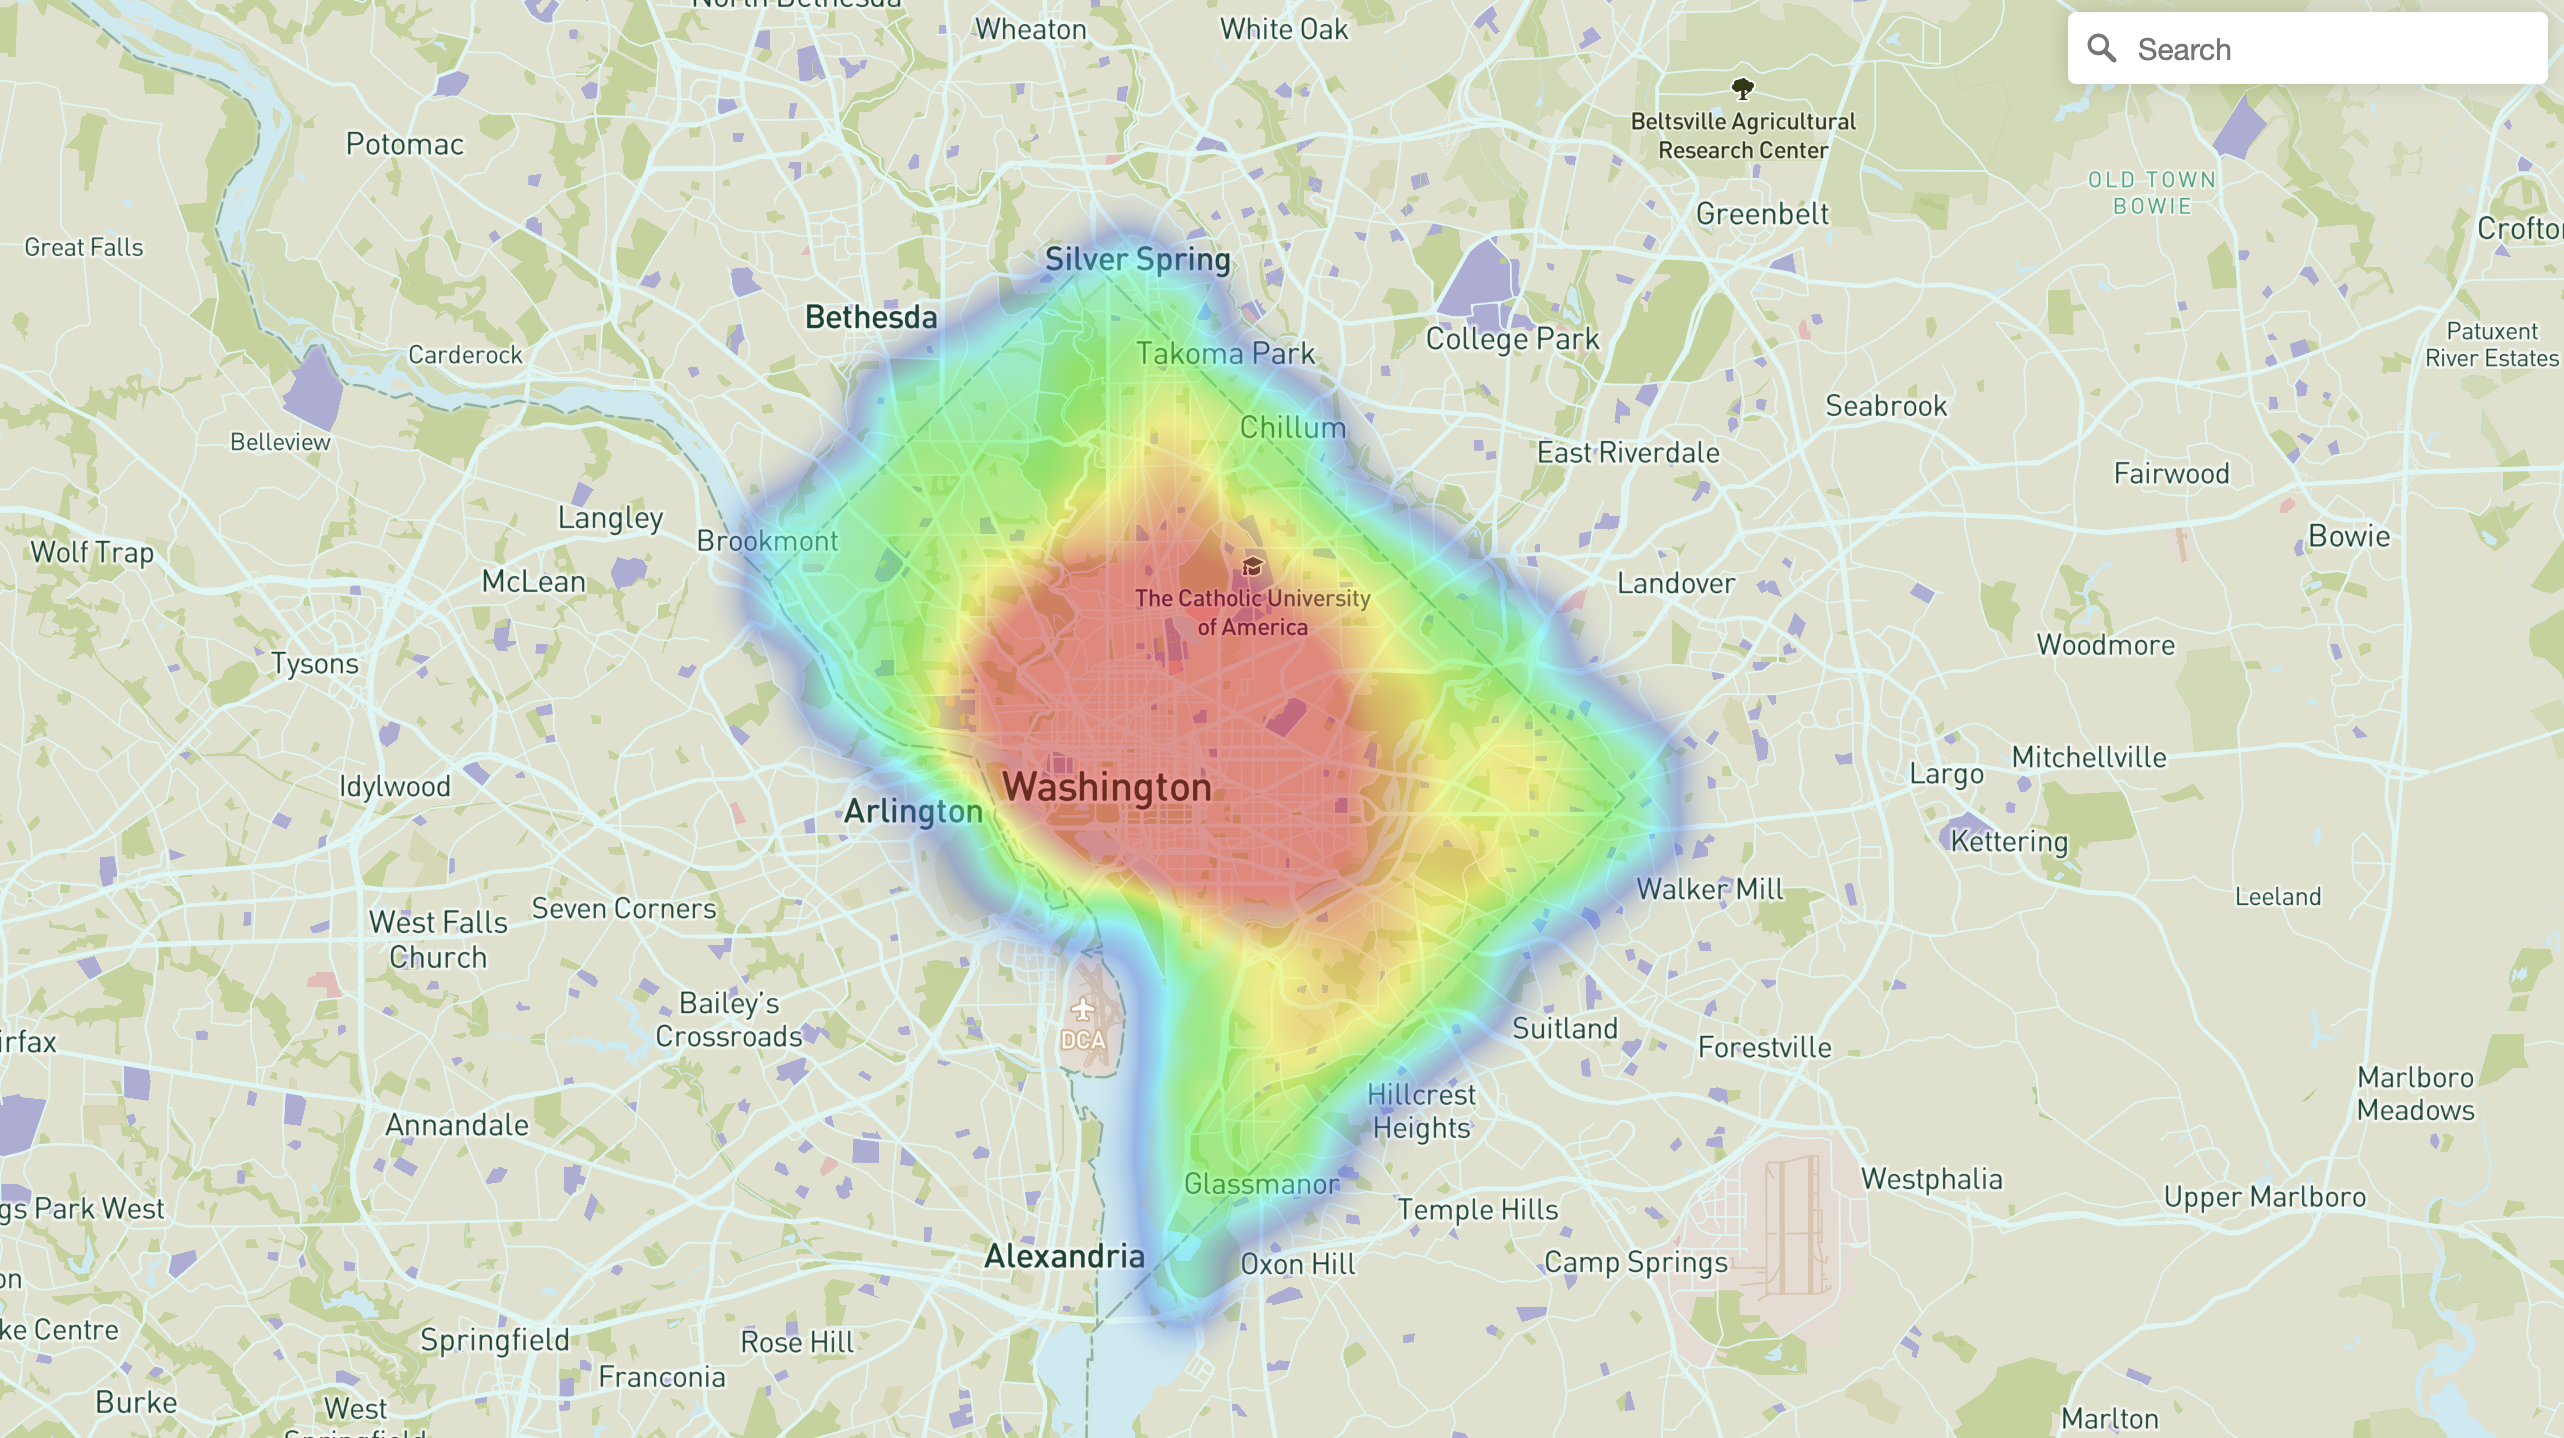 North Bethesda
Wheaton
White Oak
Search
Potomac
Beltsville Agricultural
Research Center
OLD TOWN
BOWIE
Greenbelt
Crofto
Great Falls
Silver Spring
Bethesda
College Park
Patuxent
River Estates
Carderock
Takoma Park
Seabrook
Belleview
Chillum
East Riverdale
Fairwood
Langley
Brookmont
Wolf Trap
Bowie
McLean
The Catholic University
of America
Landover
Woodmore
Tysons
Mitchellville
Largo
Idylwood
Washington
Arlington
Kettering
Walker Mill
Leeland
Seven Corners
West Falls
Church
Bailey's
Crossroads
DCA
Suitland
Forestville
irfax
Marlboro
Meadows
Hillcrest
Heights
Annandale
Glassmanor
Westphalia
Upper Marlboro
gs Park West
Temple Hills
Alexandria
Oxon Hill
Camp Springs
on
ke Centre
Springfield
Rose Hill
Franconia
Burke
West
Springfield
Marlton